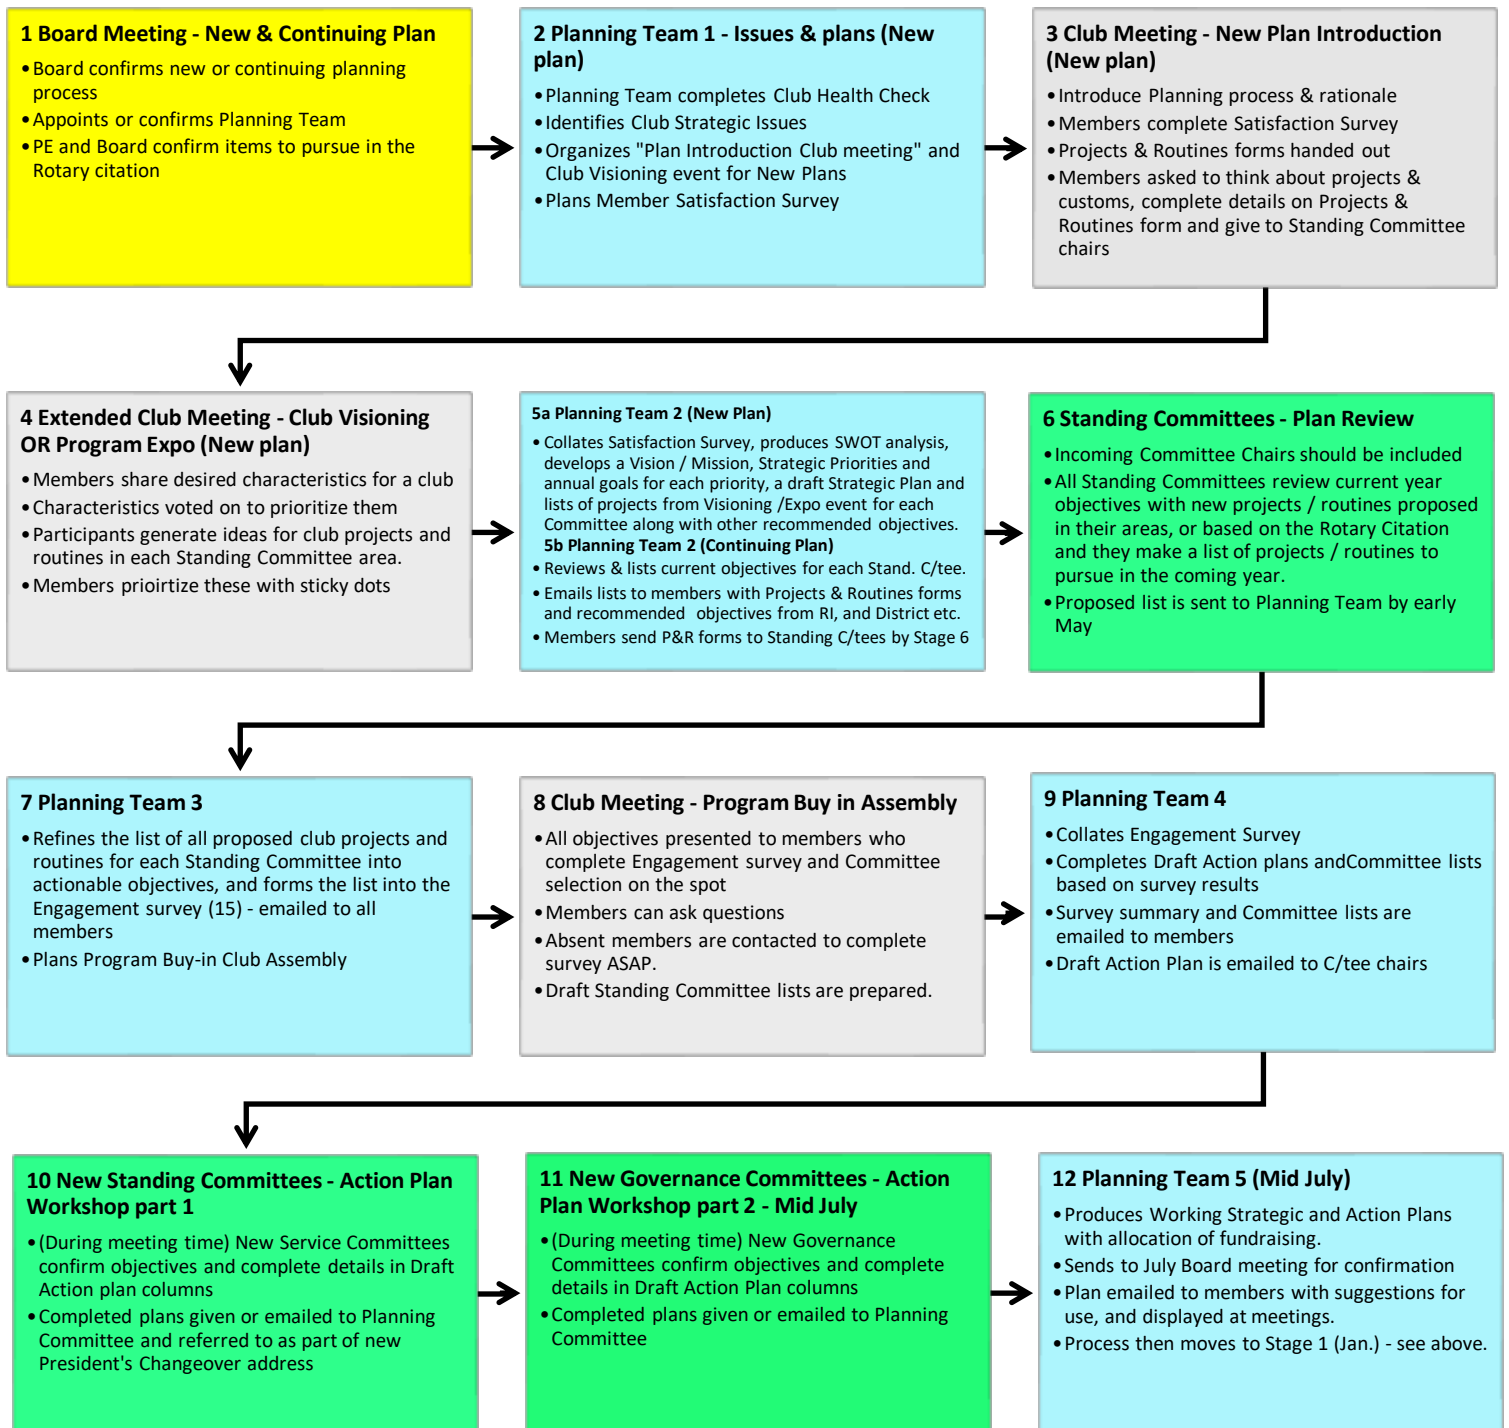 1 Board Meeting - New & Continuing Plan
•Board confirms new or continuing planning
process
•Appoints or confirms Planning Team
•PE and Board confirm items to pursue in the
Rotary citation
2 Planning Team 1 - Issues & plans (New
plan)
•Planning Team completes Club Health Check
•Identifies Club Strategic Issues
•Organizes "Plan Introduction Club meeting" and
Club Visioning event for New Plans
•Plans Member Satisfaction Survey
3 Club Meeting - New Plan Introduction
(New plan)
•Introduce Planning process & rationale
•Members complete Satisfaction Survey
•Projects & Routines forms handed out
•Members asked to think about projects &
customs, complete details on Projects &
Routines form and give to Standing Committee
chairs
4 Extended Club Meeting - Club Visioning
OR Program Expo (New plan)
•Members share desired characteristics for a club
•Characteristics voted on to prioritize them
•Participants generate ideas for club projects and
routines in each Standing Committee area.
•Members prioirtize these with sticky dots
5a Planning Team 2 (New Plan)
•Collates Satisfaction Survey, produces SWOT analysis,
develops a Vision / Mission, Strategic Priorities and
annual goals for each priority, a draft Strategic Plan and
lists of projects from Visioning /Expo event for each
Committee along with other recommended objectives.
5b Planning Team 2 (Continuing Plan)
•Reviews & lists current objectives for each Stand. C/tee.
•Emails lists to members with Projects & Routines forms
and recommended objectives from RI, and District etc.
•Members send P&R forms to Standing C/tees by Stage 6
6 Standing Committees - Plan Review
•Incoming Committee Chairs should be included
•All Standing Committees review current year
objectives with new projects / routines proposed
in their areas, or based on the Rotary Citation
and they make a list of projects / routines to
pursue in the coming year.
•Proposed list is sent to Planning Team by early
May
7 Planning Team 3
•Refines the list of all proposed club projects and
routines for each Standing Committee into
actionable objectives, and forms the list into the
Engagement survey (15) - emailed to all
members
•Plans Program Buy-in Club Assembly
8 Club Meeting - Program Buy in Assembly
•All objectives presented to members who
complete Engagement survey and Committee
selection on the spot
•Members can ask questions
•Absent members are contacted to complete
survey ASAP.
•Draft Standing Committee lists are prepared.
9 Planning Team 4
•Collates Engagement Survey
•Completes Draft Action plans andCommittee lists
based on survey results
•Survey summary and Committee lists are
emailed to members
•Draft Action Plan is emailed to C/tee chairs
10 New Standing Committees - Action Plan
Workshop part 1
•(During meeting time) New Service Committees
confirm objectives and complete details in Draft
Action plan columns
•Completed plans given or emailed to Planning
Committee and referred to as part of new
President's Changeover address
11 New Governance Committees - Action
Plan Workshop part 2 - Mid July
•(During meeting time) New Governance
Committees confirm objectives and complete
details in Draft Action Plan columns
•Completed plans given or emailed to Planning
Committee
12 Planning Team 5 (Mid July)
•Produces Working Strategic and Action Plans
with allocation of fundraising.
•Sends to July Board meeting for confirmation
•Plan emailed to members with suggestions for
use, and displayed at meetings.
•Process then moves to Stage 1 (Jan.) - see above.